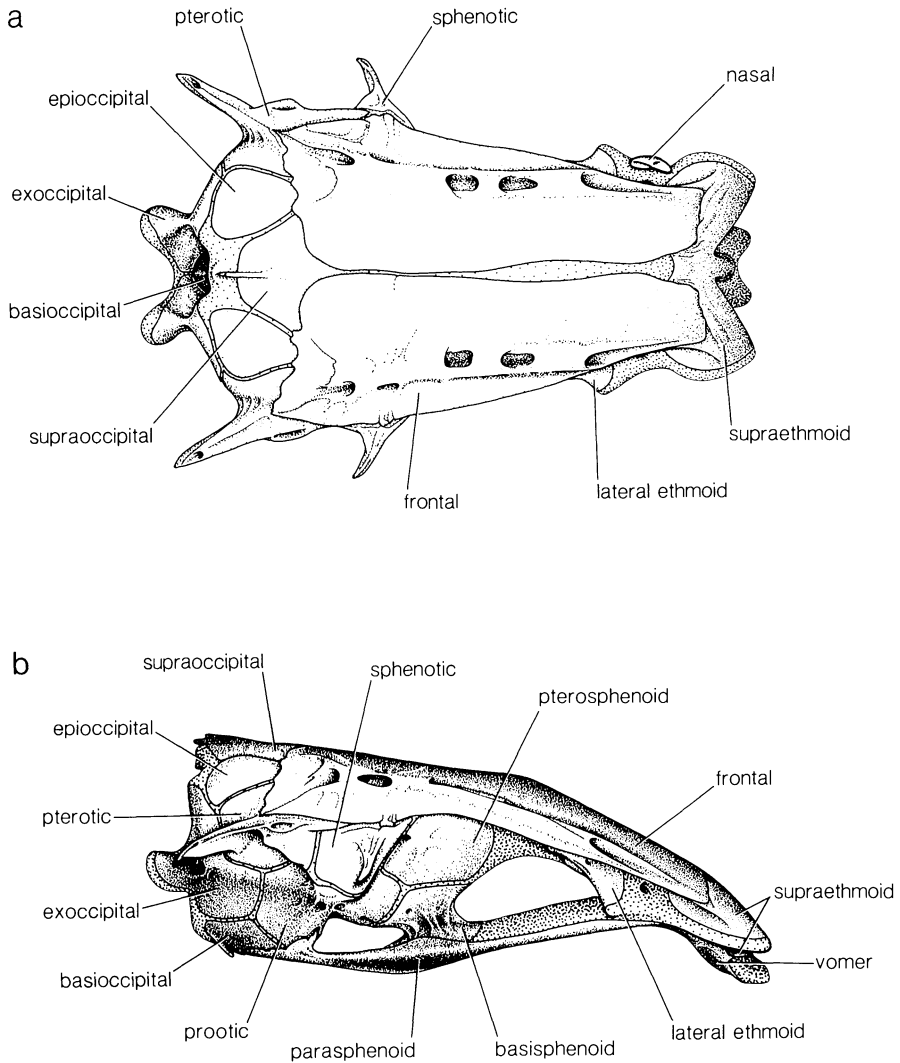 a
pterotic
sphenotic
nasal
epioccipital
exoccipital
basioccipital
supraoccipital
supraethmoid
lateral ethmoid
frontal
b
supraoccipital
sphenotic
pterosphenoid
epioccipital
frontal
pterotic
supraethmoid
exoccipital
vomer
basioccipital
prootic
lateral ethmoid
parasphenoid
basisphenoid